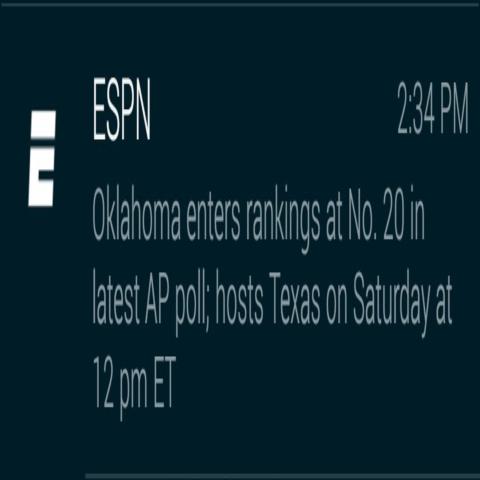 ESPN 2:34 PM
Oklahoma enters rankings at No. 20 in
latest AP poll; hosts Texas on Saturday at
12 pm ET